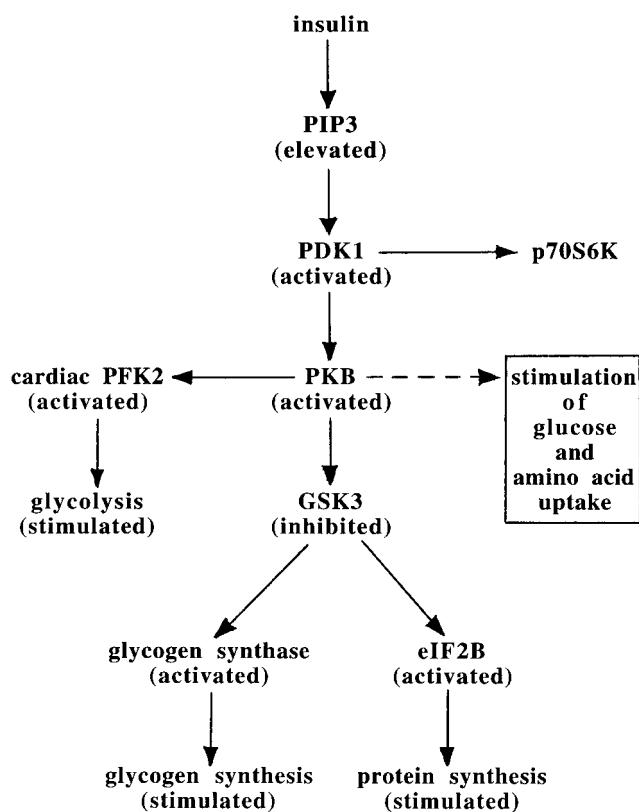 insulin
PIP3
(elevated)
PDK1
(activated)
p70S6K
cardiac PFK2
(activated)
PKB
(activated)
stimulation
of
glucose
and
amino acid
uptake
glycolysis
(stimulated)
GSK3
(inhibited)
glycogen synthase
(activated)
eIF2B
(activated)
glycogen synthesis
(stimulated)
protein synthesis
(stimulated)